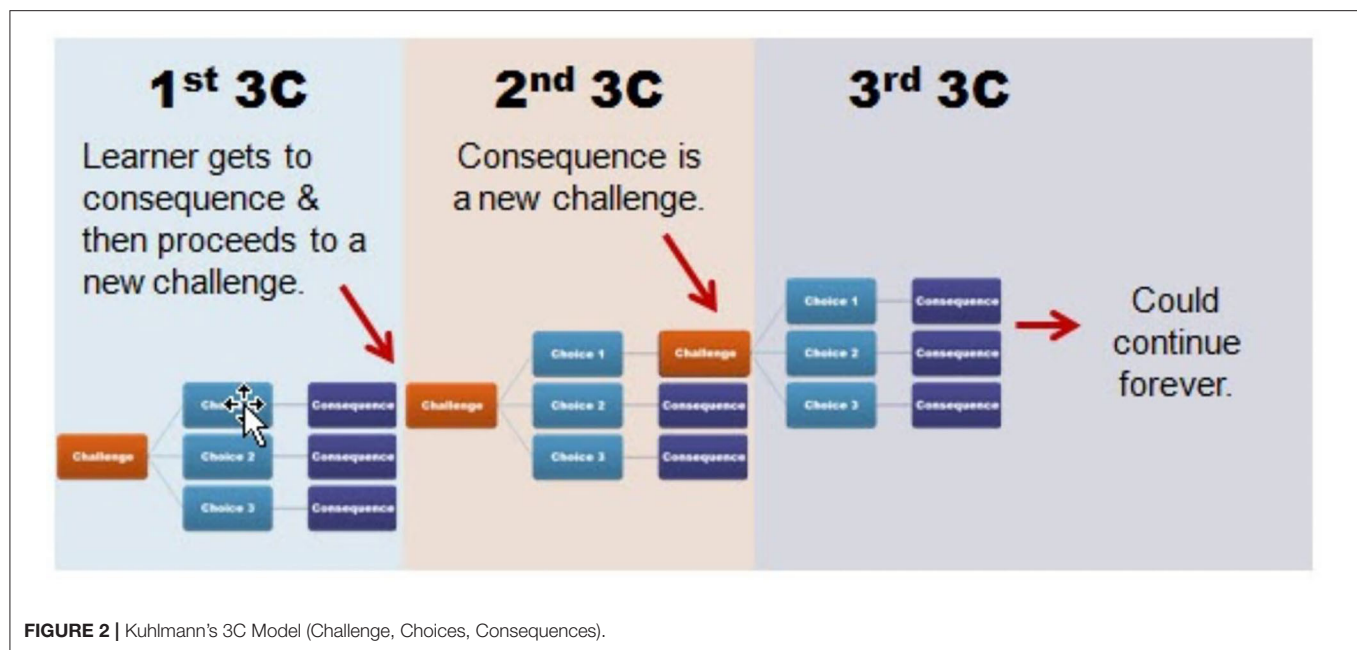 1st 3C
Learner gets to
consequence &
then proceeds to a
new challenge.
Challenge
Choice 2
Choice 3
Consequence
Consequence
Consequence
2nd 3C
Consequence is
a new challenge.
Challenge
Choice 1
Choice 2
Choice 3
Challenge
Consequence
Consequence
3rd 3C
Choice 1
Choice 2
Choice 3
Consequence
Consequence
Consequence
Could
continue
forever.
FIGURE 2 | Kuhlmann's 3C Model (Challenge, Choices, Consequences).